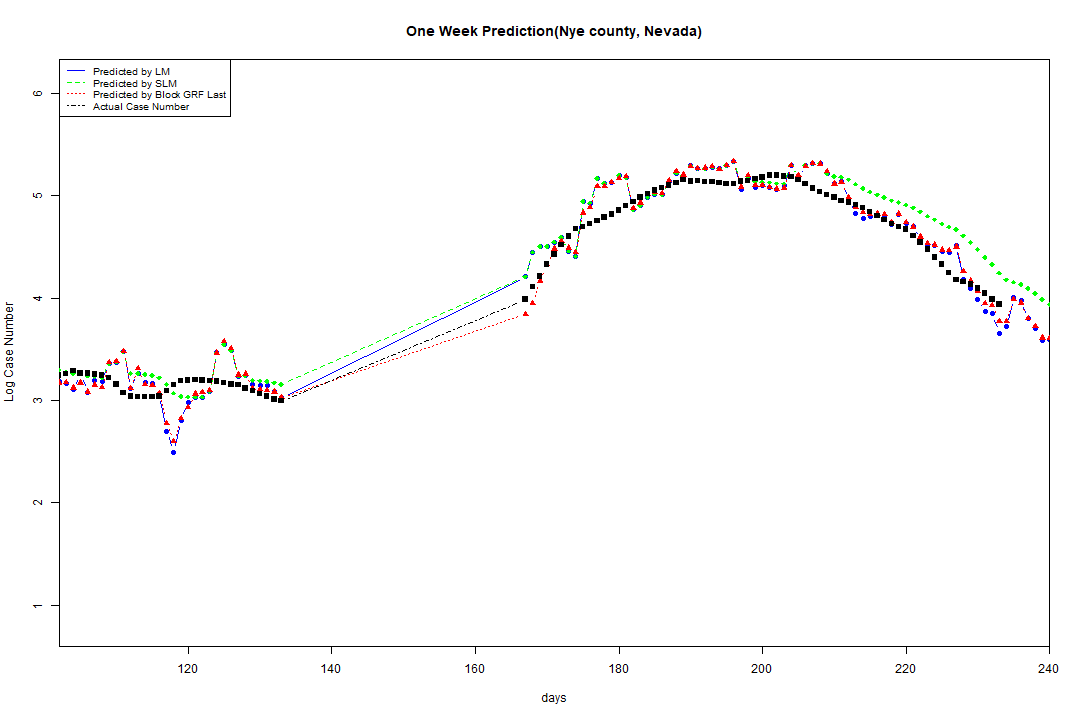 One Week Prediction(Nye county, Nevada)
Predicted by LM
Predicted by SLM
Predicted by Block GRF Last
Actual Case Number
6
5
4
3
2
1
Log Case Number
120 140 160 180 200 220 240
days